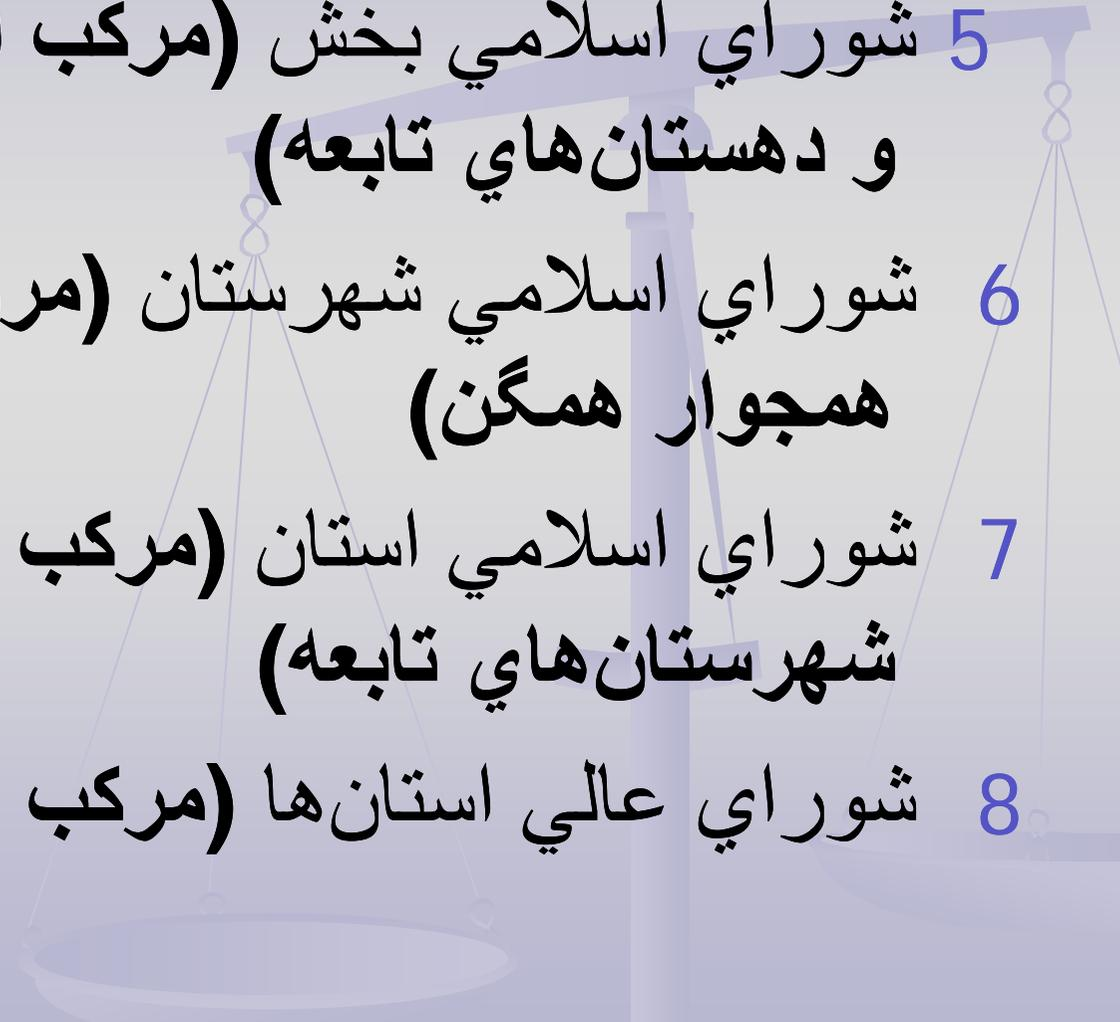 5 شوراي اسلامي بخش (مركب
و دهستان‌هاي تابعه)
6 شوراي اسلامي شهرستان (مر
همجوار همگن)
7 شوراي اسلامي استان (مركب
شهرستان‌هاي تابعه)
8 شوراي عالي استان‌ها (مركب